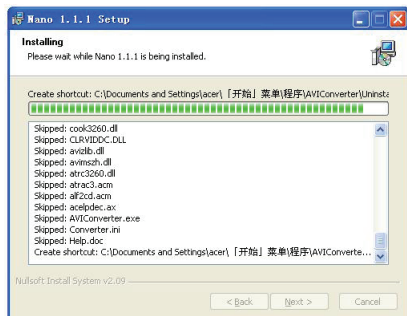 Nano 1.1.1 Setup
Installing
Please wait while Nano 1.1.1 is being installed.
Create shortcut: C:\Documents and Settings\acer\「开始」菜单\程序\AVIConverter\Uninsta
Skipped: cook3260.dll
Skipped: CLRVIDDC.DLL
Skipped: avizlib.dll
Skipped: avimszh.dll
Skipped: atrc3260.dll
Skipped: atrac3.acm
Skipped: alf2cd.acm
Skipped: acelpdec.ax
Skipped: AVIConverter.exe
Skipped: Converter.ini
Skipped: Help.doc
Create shortcut: C:\Documents and Settings\acer\「开始」菜单\程序\AVIConverte...
Nullsoft Install System v2.09
< Back Next > Cancel